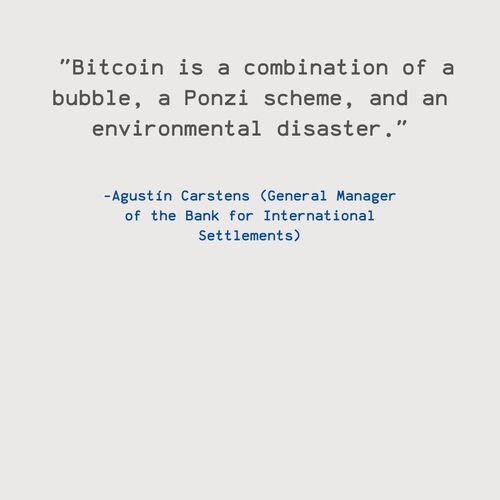 "Bitcoin is a combination of a
bubble, a Ponzi scheme, and an
environmental disaster."
-Agustín Carstens (General Manager
of the Bank for International
Settlements)